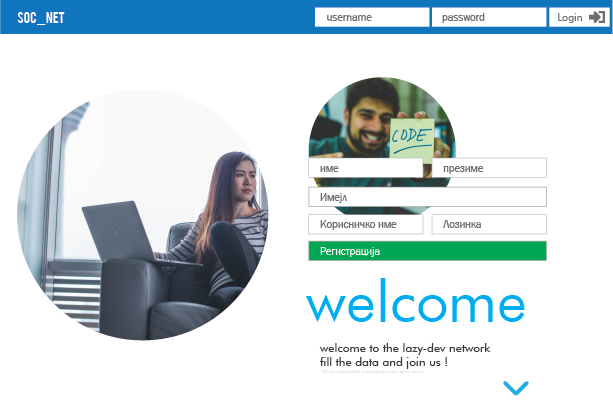 SOC_NET
username
password
Login
CODE
име
презиме
Имејл
Корисничко име
Лозинка
Регистрација
welcome
welcome to the lazy-dev network
fill the data and join us !